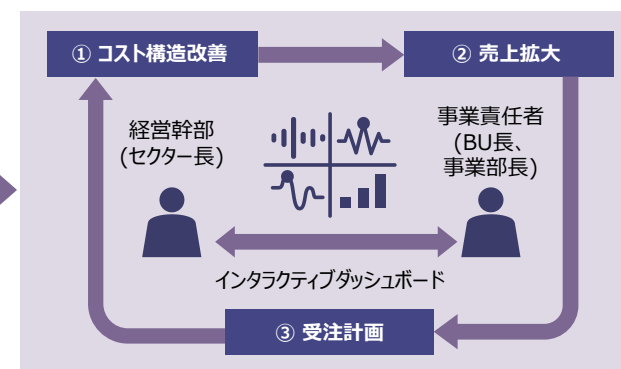 ① コスト構造改善
② 売上拡大
経営幹部
(セクター長)
事業責任者
(BU長、
事業部長)
インタラクティブダッシュボード
③ 受注計画